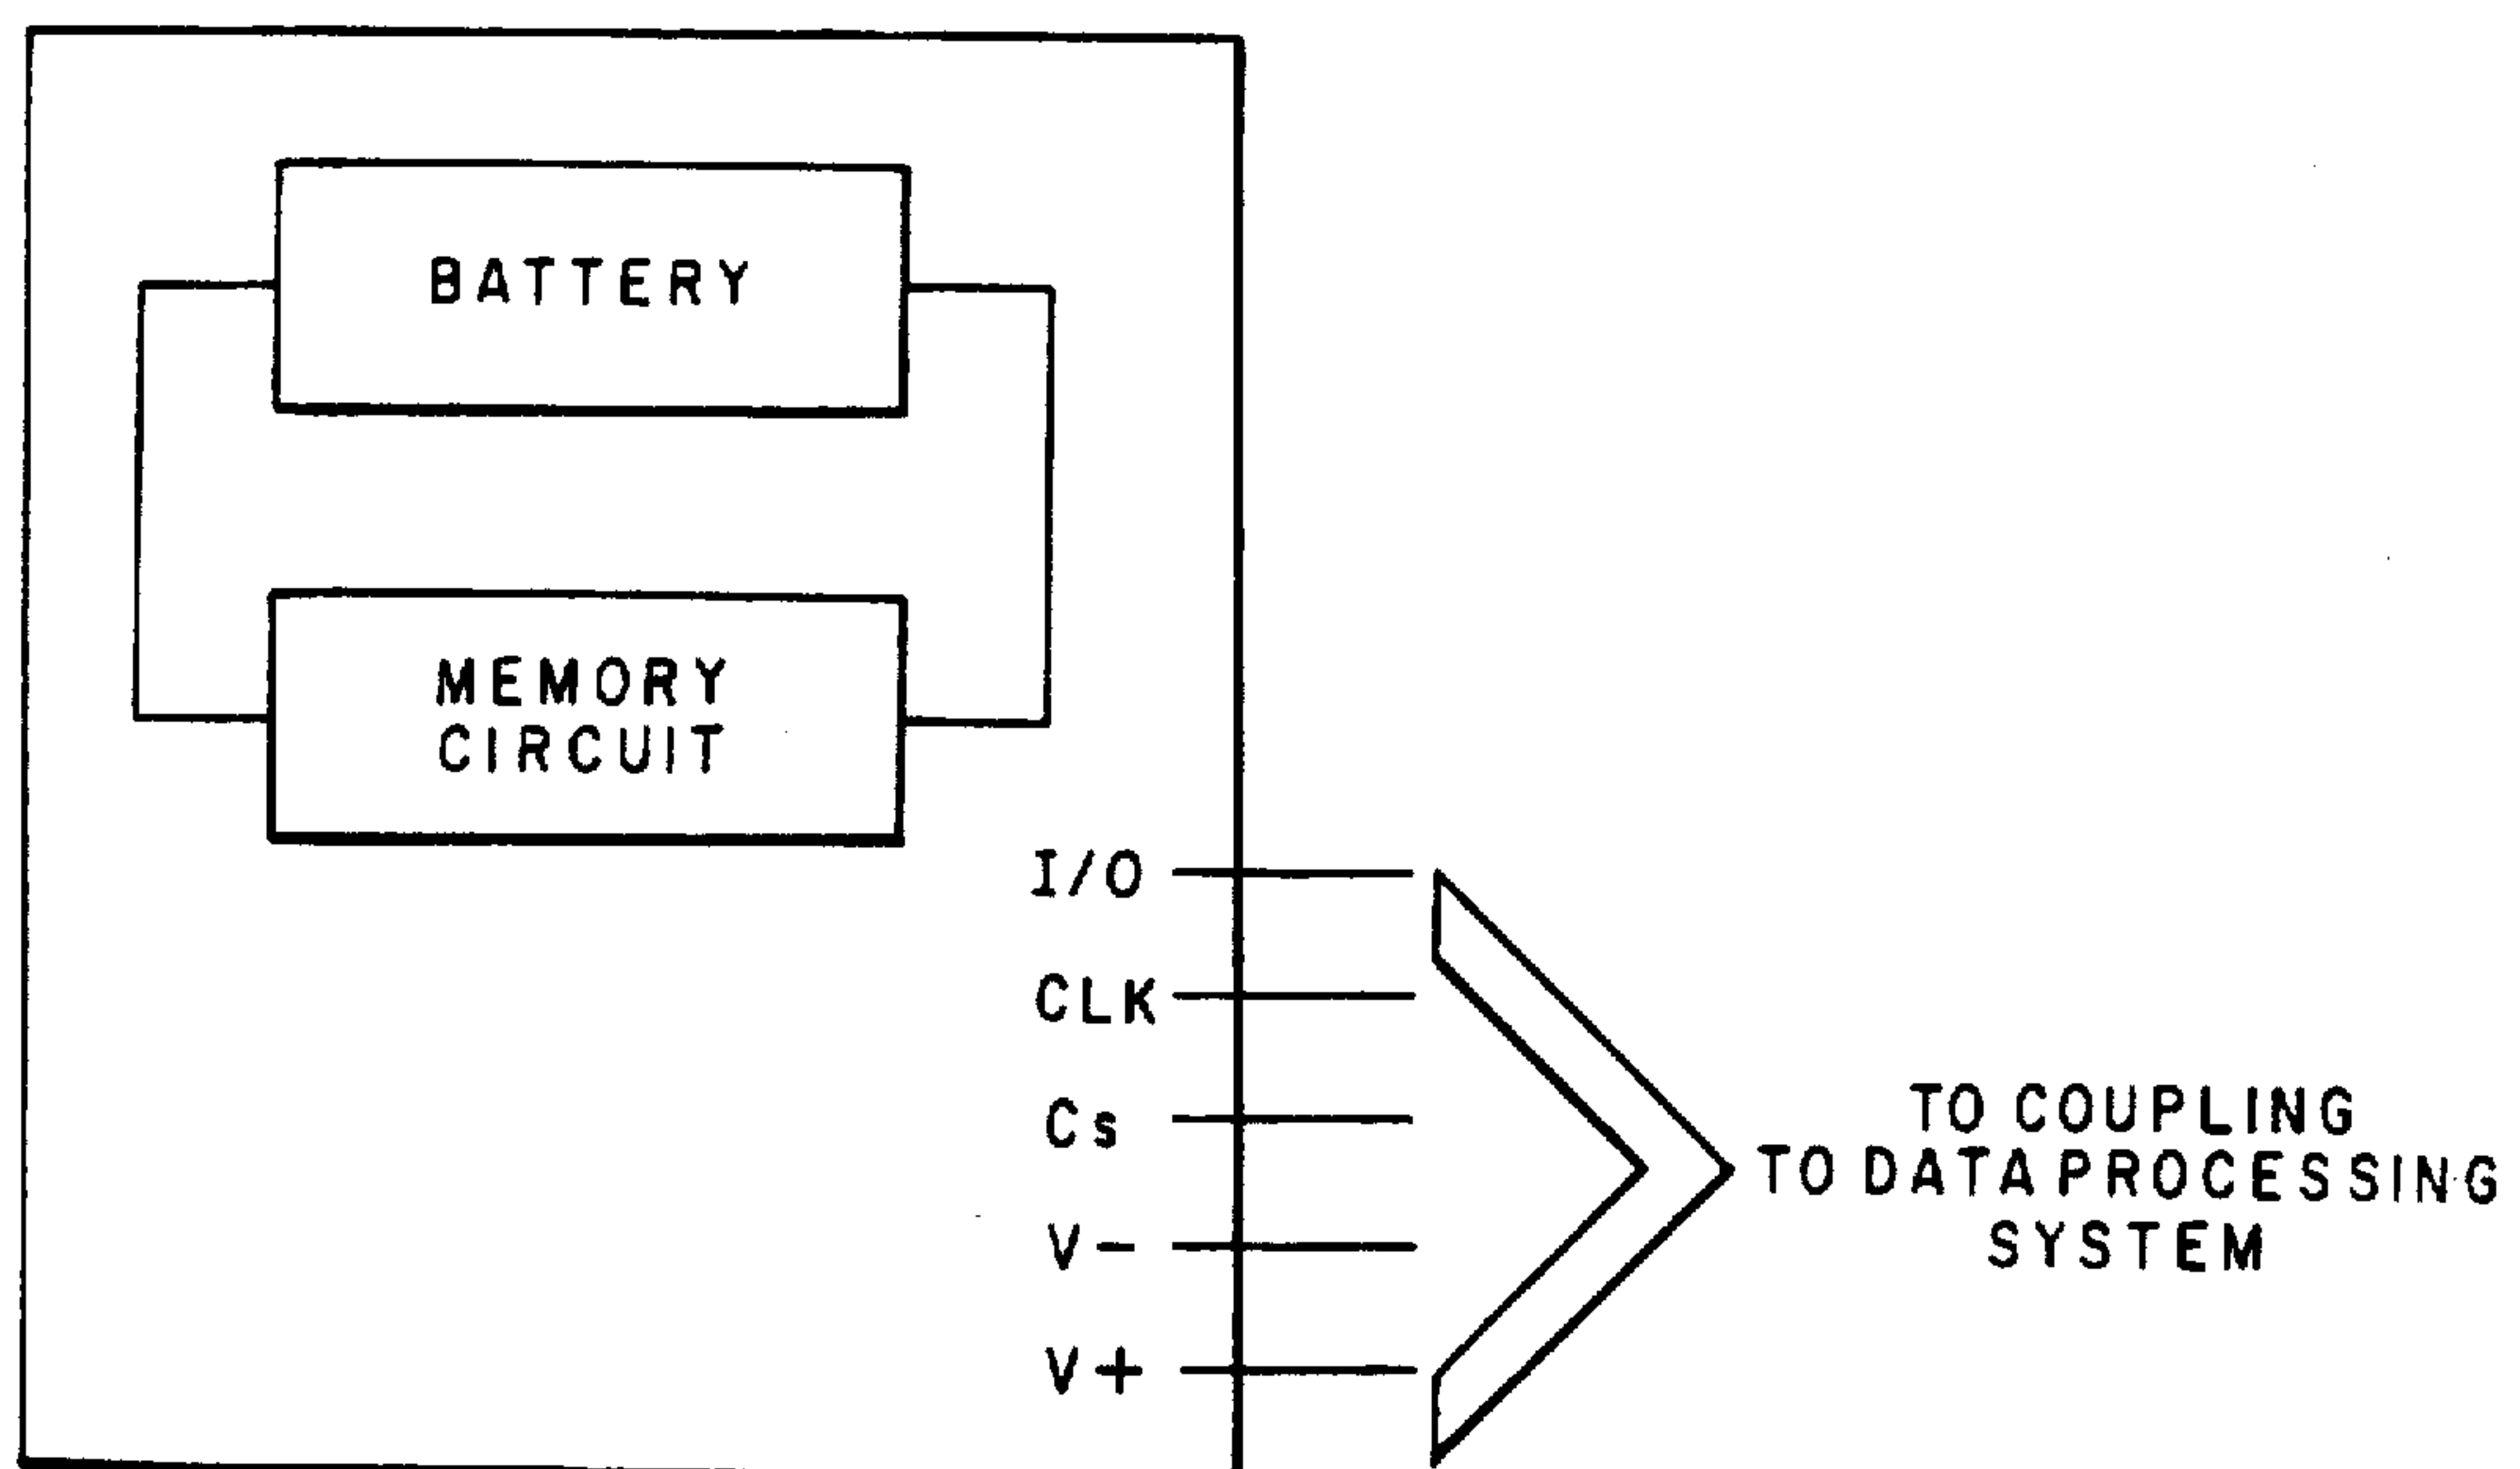 BATTERY
MEMORY
CIRCUIT
I/O
CLK
Cs
V-
V+
TO COUPLING
TO DATA PROCESSING
SYSTEM